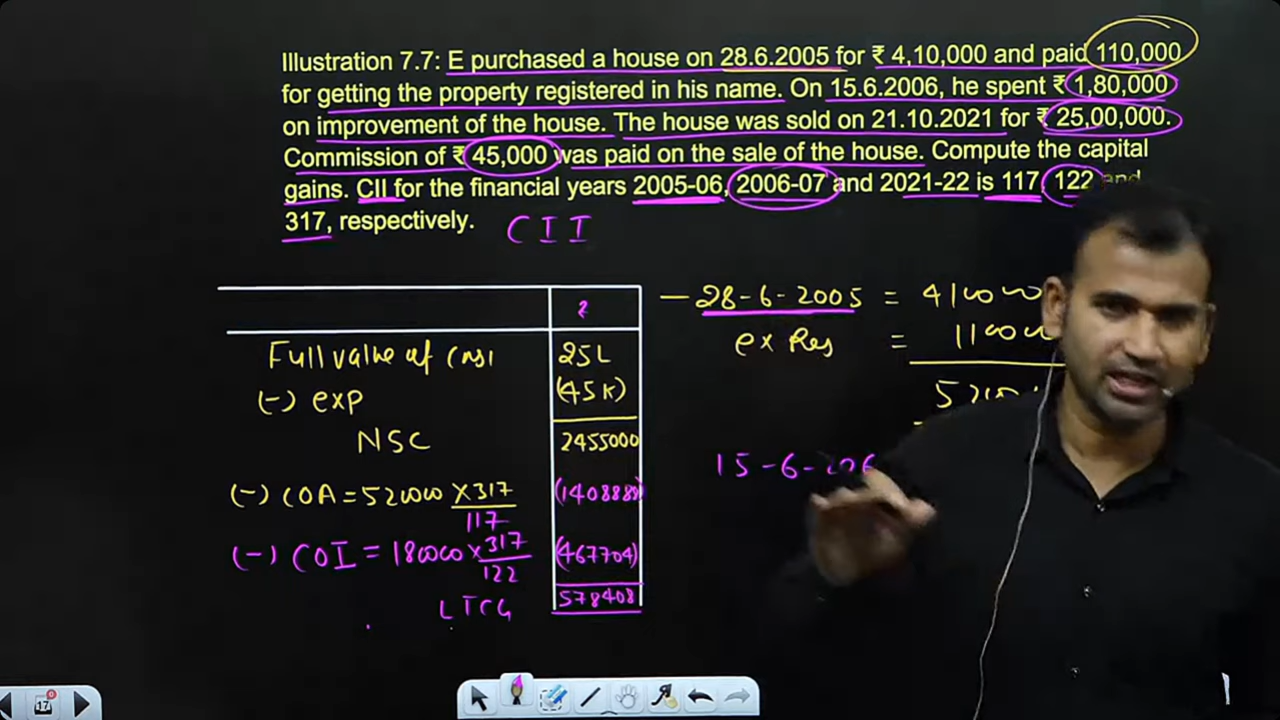 Illustration 7.7: E purchased a house on 28.6.2005 for ₹ 4,10,000 and paid 110,000
for getting the property registered in his name. On 15.6.2006, he spent ₹ 1,80,000
on improvement of the house. The house was sold on 21.10.2021 for ₹ 25,00,000.
Commission of ₹ 45,000 was paid on the sale of the house. Compute the capital
gains. CII for the financial years 2005-06, 2006-07 and 2021-22 is 117, 122 and
317, respectively.
CII
₹
Full value of
25L
(-) exp
(45K)
NSC
2455000
(-) COA = 520000 × 317/117
(-) COI = 180000 × 317/122
(467704)
LTCG
578408
- 28-6-2005 =
ex Res =
15-6-
17